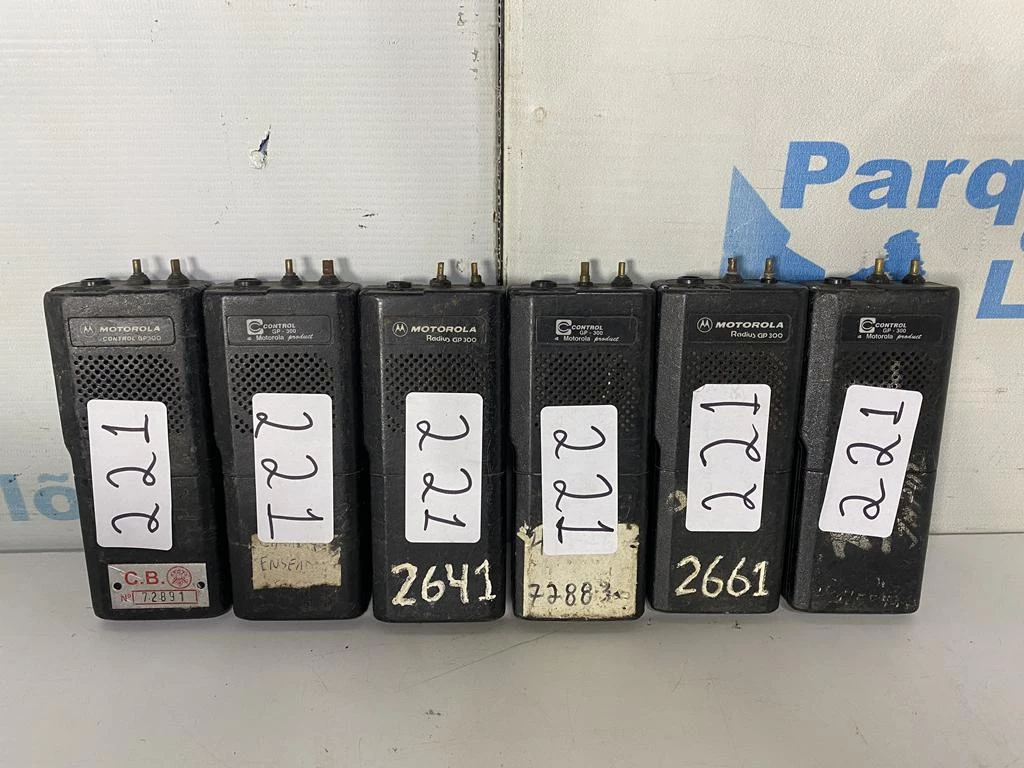 Parq
L
lõ
MOTOROLA
CONTROL GP300
221
C.B.
Nº 72891
CONTROL
GP - 300
a Motorola product
221
MOTOROLA
Radius GP300
221
2641
CONTROL
GP - 300
a Motorola product
221
72883
MOTOROLA
Radius GP300
221
2661
CONTROL
GP - 300
a Motorola product
221